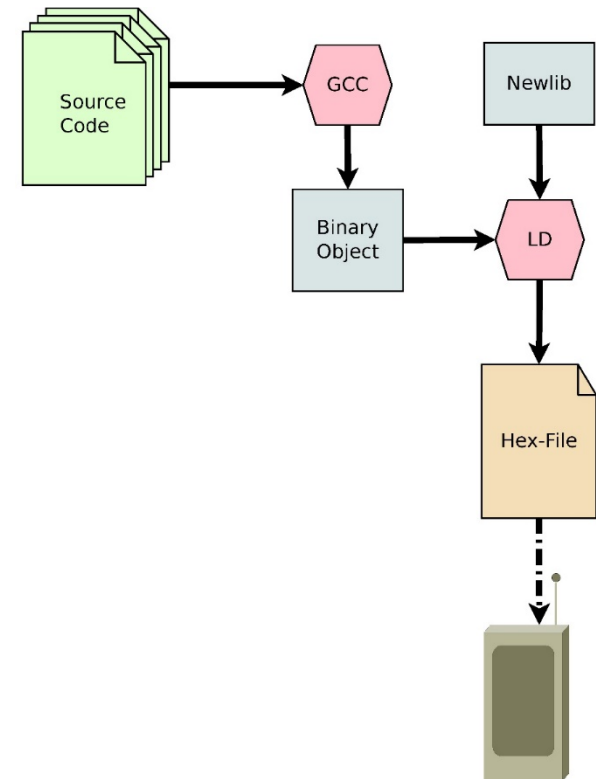 Source
Code
GCC
Newlib
Binary
Object
LD
Hex-File